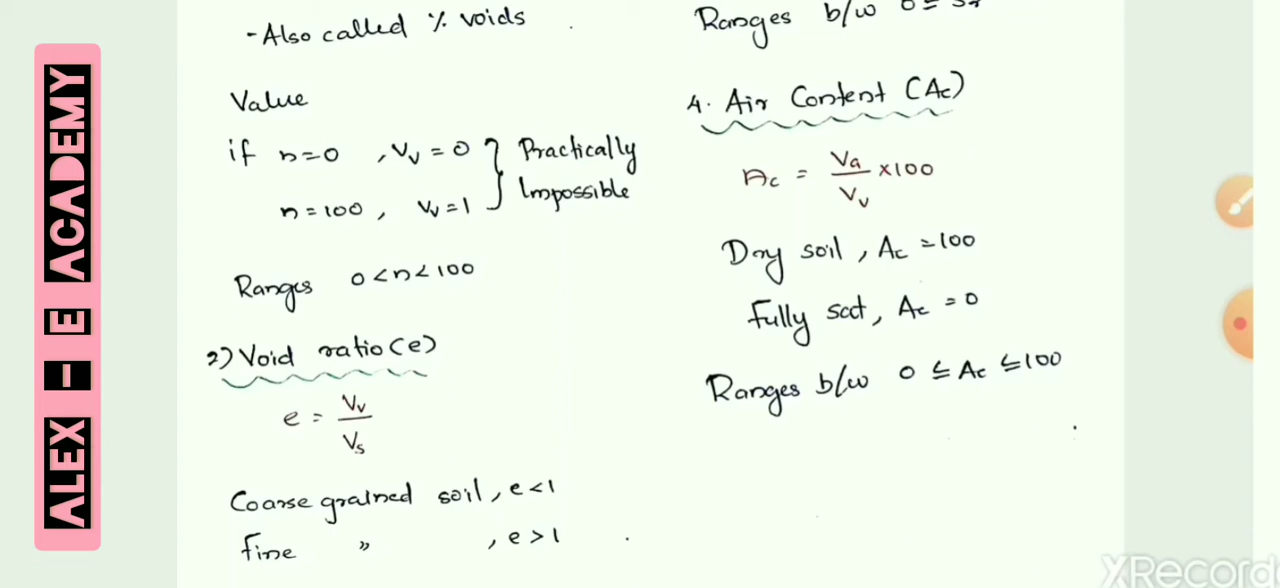 ALEX - E ACADEMY
-Also called % voids
Value
if n=0 , Vv = 0
n=100 , Vv=1
} Practically
Impossible
Ranges 0<n<100
2) Void ratio(e)
e = Vv/Vs
Coarse grained soil, e<1
fine " , e>1
Ranges b/w 0 ≤
4. Air Content (Ac)
Ac = Va/Vv ×100
Dry soil, Ac =100
Fully sat, Ac = 0
Ranges b/w 0 ≤ Ac ≤100
XRecord